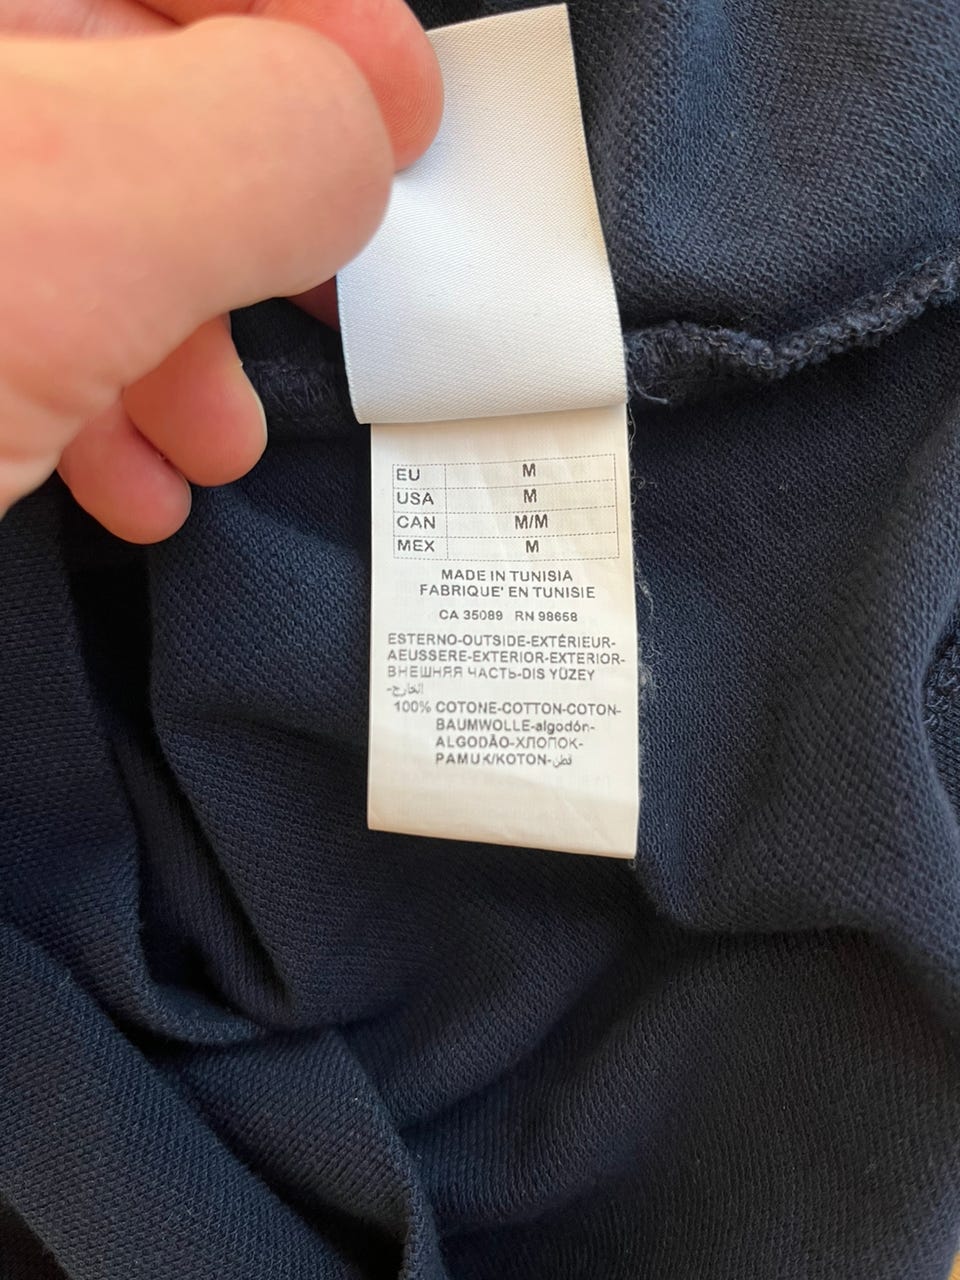 EU M
USA M
CAN M/M
MEX M
MADE IN TUNISIA
FABRIQUE' EN TUNISIE
CA 35089 RN 98658
ESTERNO-OUTSIDE-EXTÉRIEUR-
AEUSSERE-EXTERIOR-EXTERIOR-
ВНЕШНЯЯ ЧАСТЬ-DIS YÜZEY
-الخارج
100% COTONE-COTTON-COTON-
BAUMWOLLE-algodón-
ALGODÃO-ХЛОПОК-
PAMUK/KOTON-قطن